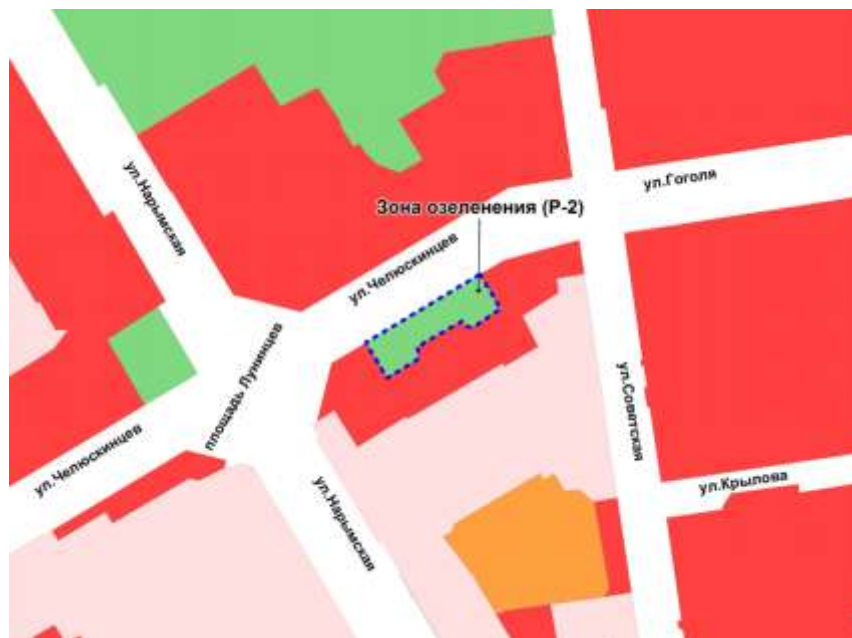 ул.Гоголя
ул.Нарымская
Зона озеленения (Р-2)
ул.Челюскинцев
площадь Лунинцев
ул.Советская
ул.Челюскинцев
ул.Крылова
ул.Нарымская